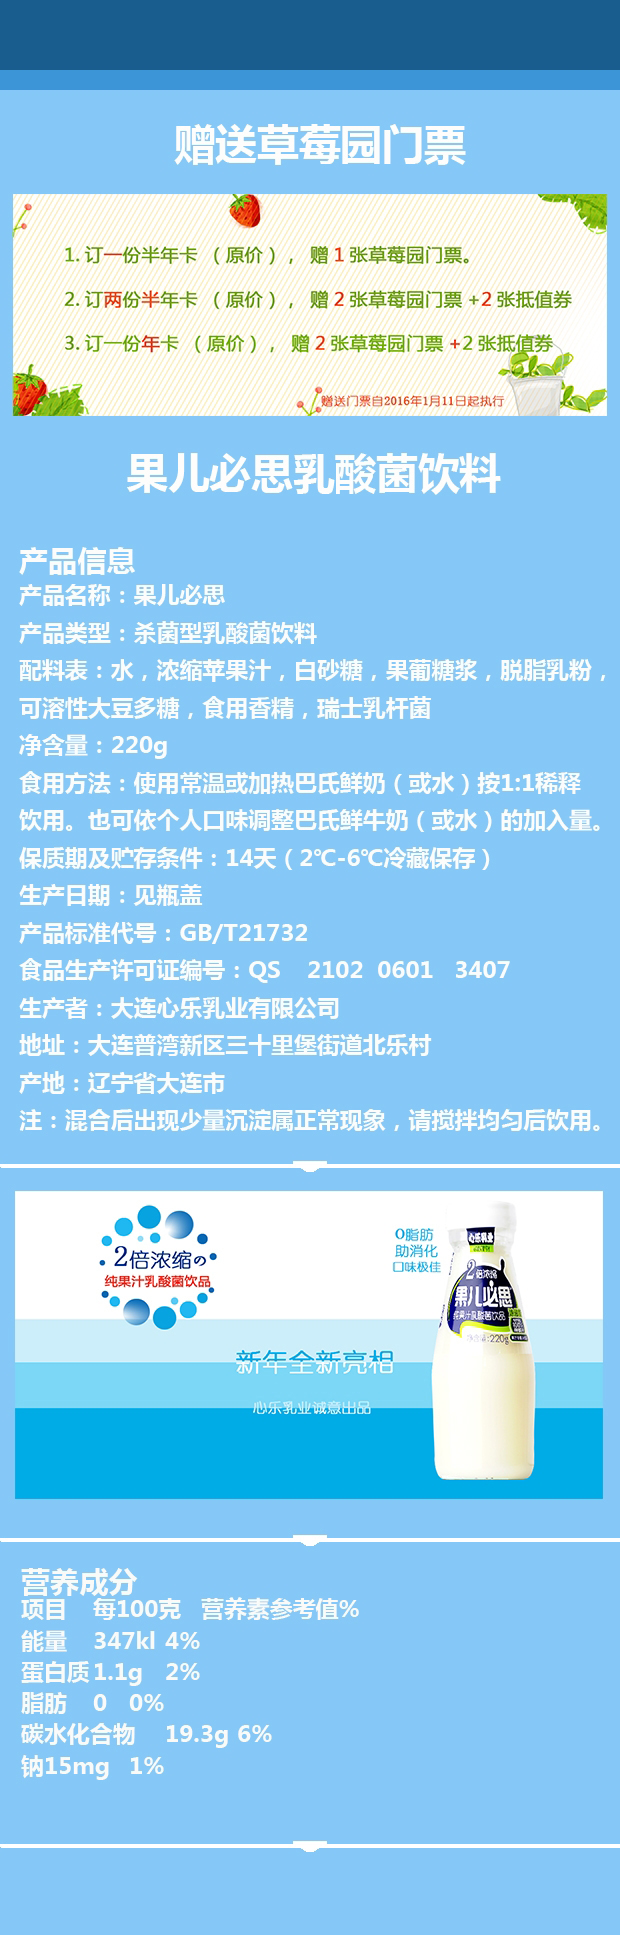 赠送草莓园门票
1. 订一份半年卡 （原价）， 赠 1 张草莓园门票。
2. 订两份半年卡 （原价）， 赠 2 张草莓园门票 +2 张抵值券
3. 订一份年卡 （原价）， 赠 2 张草莓园门票 +2 张抵值券
赠送门票自2016年1月11日起执行
果儿必思乳酸菌饮料
产品信息
产品名称：果儿必思
产品类型：杀菌型乳酸菌饮料
配料表：水，浓缩苹果汁，白砂糖，果葡糖浆，脱脂乳粉，
可溶性大豆多糖，食用香精，瑞士乳杆菌
净含量：220g
食用方法：使用常温或加热巴氏鲜奶（或水）按1:1稀释
饮用。也可依个人口味调整巴氏鲜牛奶（或水）的加入量。
保质期及贮存条件：14天（2℃-6℃冷藏保存）
生产日期：见瓶盖
产品标准代号：GB/T21732
食品生产许可证编号：QS 2102 0601 3407
生产者：大连心乐乳业有限公司
地址：大连普湾新区三十里堡街道北乐村
产地：辽宁省大连市
注：混合后出现少量沉淀属正常现象，请搅拌均匀后饮用。
2倍浓缩の
纯果汁乳酸菌饮品
0脂肪
助消化
口味极佳
心乐乳业
2倍浓缩
果儿必思
纯果汁乳酸菌饮品
净含量:220g
新年全新亮相
心乐乳业诚意出品
营养成分
项目 每100克 营养素参考值%
能量 347kl 4%
蛋白质 1.1g 2%
脂肪 0 0%
碳水化合物 19.3g 6%
钠15mg 1%